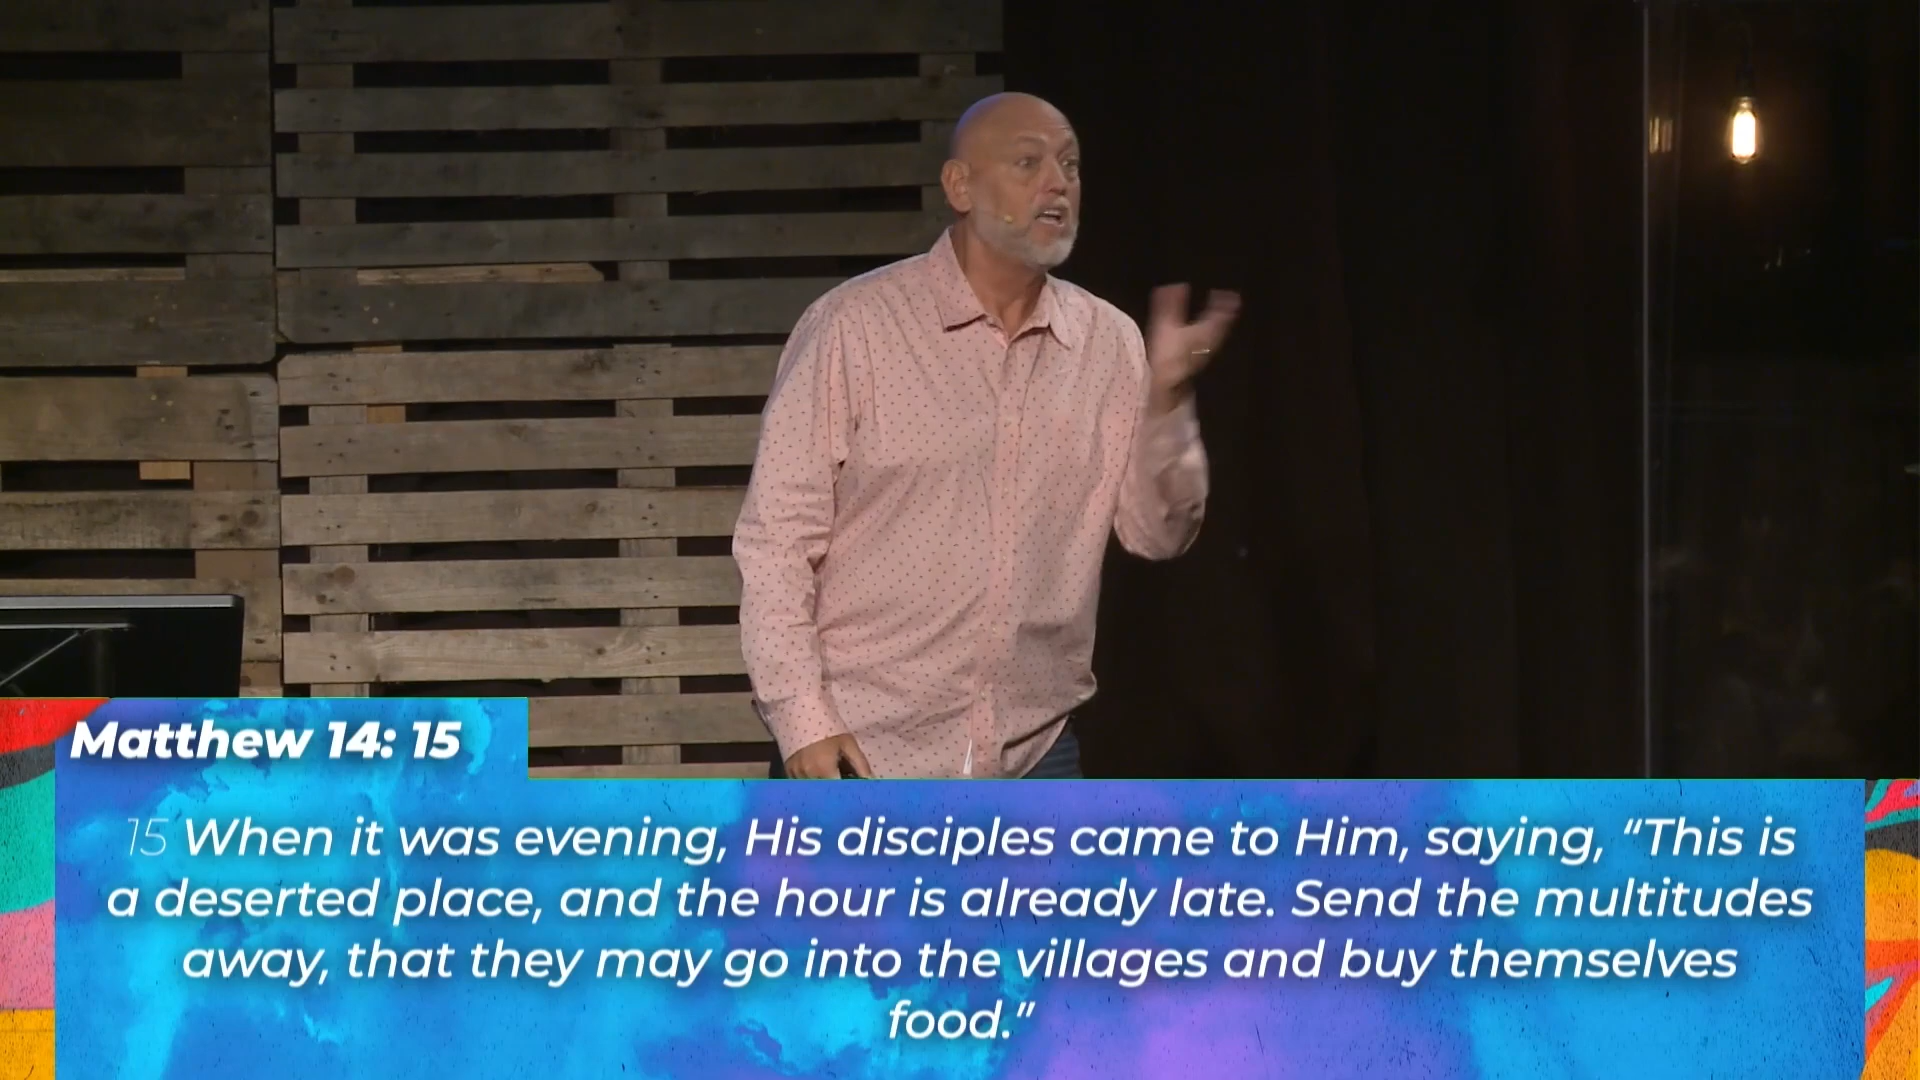 Matthew 14: 15
15 When it was evening, His disciples came to Him, saying, “This is
a deserted place, and the hour is already late. Send the multitudes
away, that they may go into the villages and buy themselves
food.”